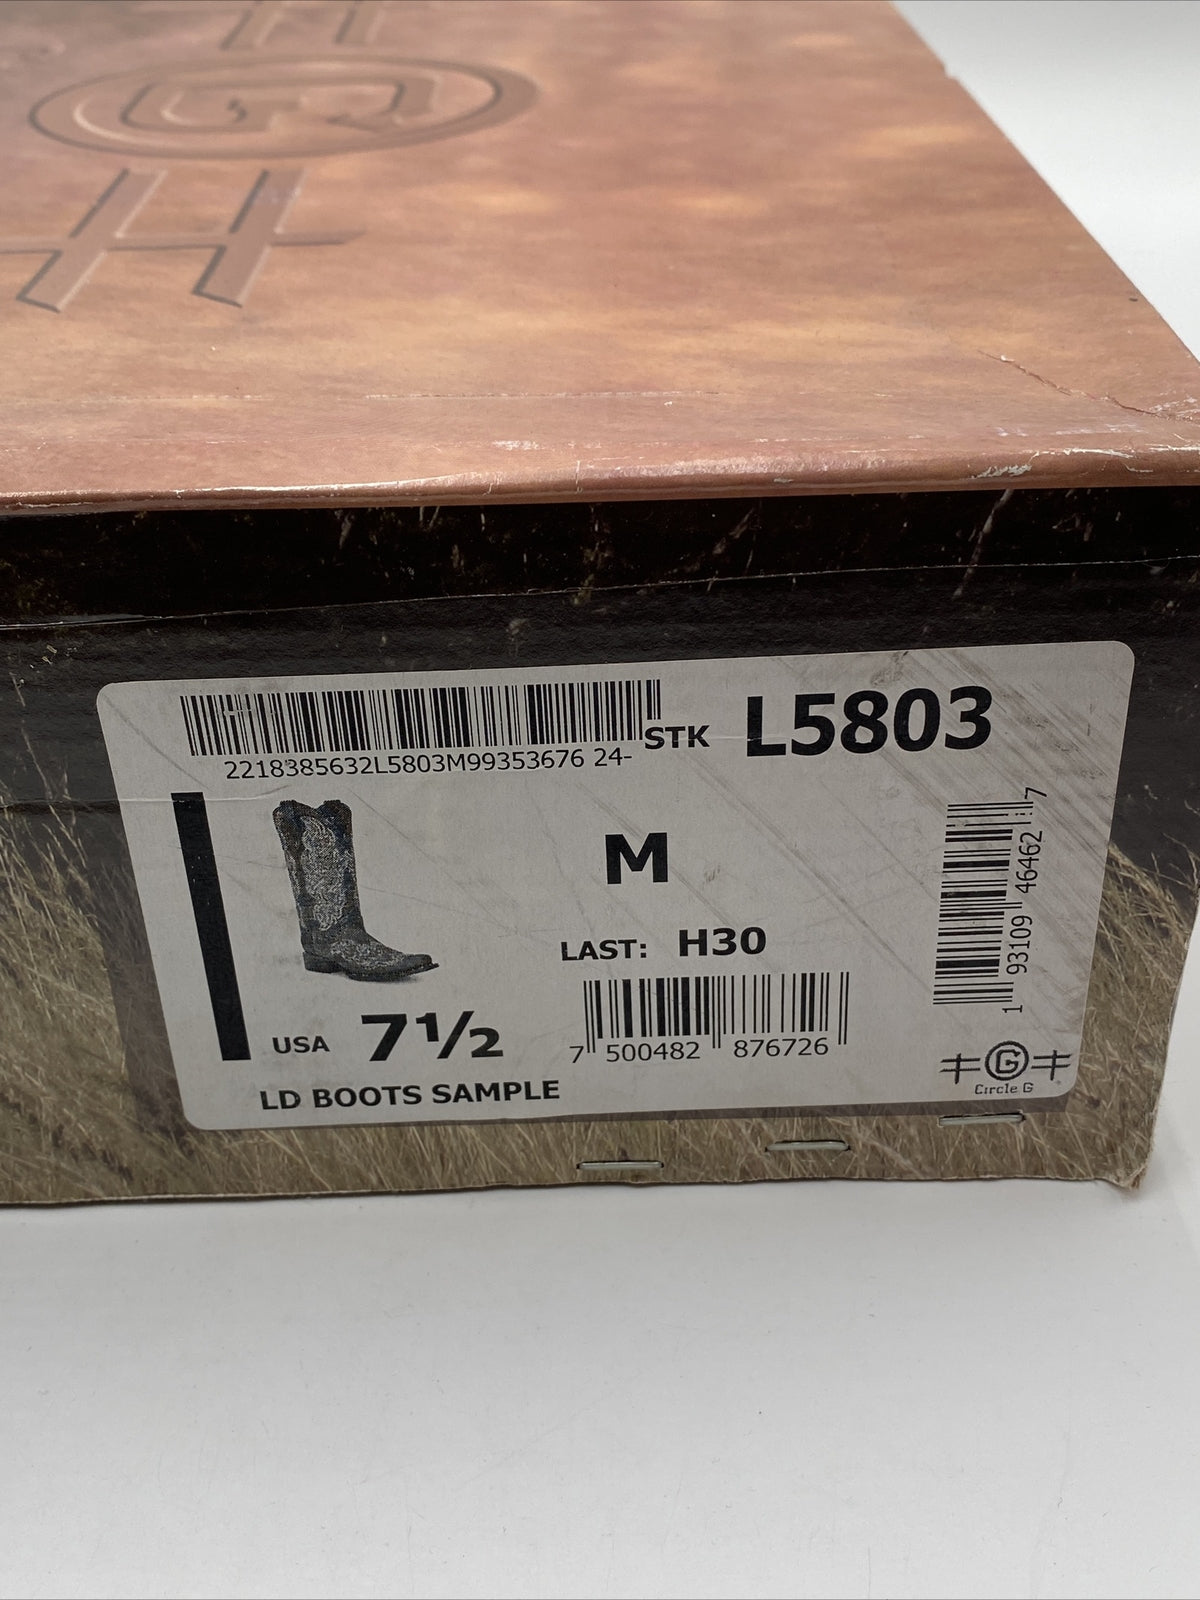 G
2218385632L5803M99353676 24-
STK L5803
M
LAST: H30
USA 7½
7 500482 876726
1 93109 46462 7
G
Circle G
LD BOOTS SAMPLE